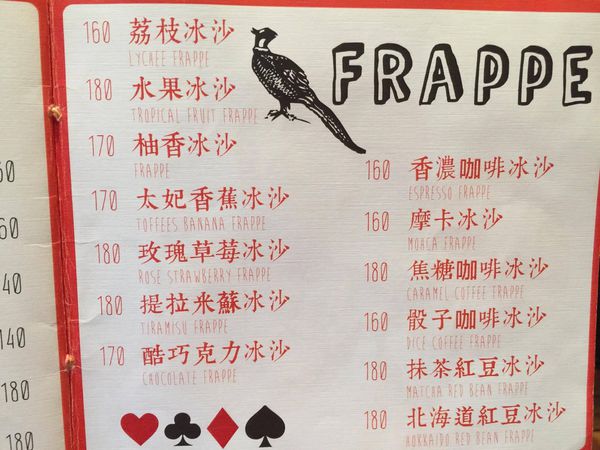 FRAPPE
160 荔枝冰沙
LYCHEE FRAPPE
180 水果冰沙
TROPICAL FRUIT FRAPPE
170 柚香冰沙
FRAPPE
170 太妃香蕉冰沙
TOFFEES BANANA FRAPPE
180 玫瑰草莓冰沙
ROSE STRAWBERRY FRAPPE
180 提拉米蘇冰沙
TIRAMISU FRAPPE
170 酷巧克力冰沙
CHOCOLATE FRAPPE
160 香濃咖啡冰沙
ESPRESSO FRAPPE
160 摩卡冰沙
MOHCA FRAPPE
180 焦糖咖啡冰沙
CARAMEL COFFEE FRAPPE
160 骰子咖啡冰沙
DICE COFFEE FRAPPE
180 抹茶紅豆冰沙
MATCHA RED BEAN FRAPPE
180 北海道紅豆冰沙
HOKKAIDO RED BEAN FRAPPE
140
180
180